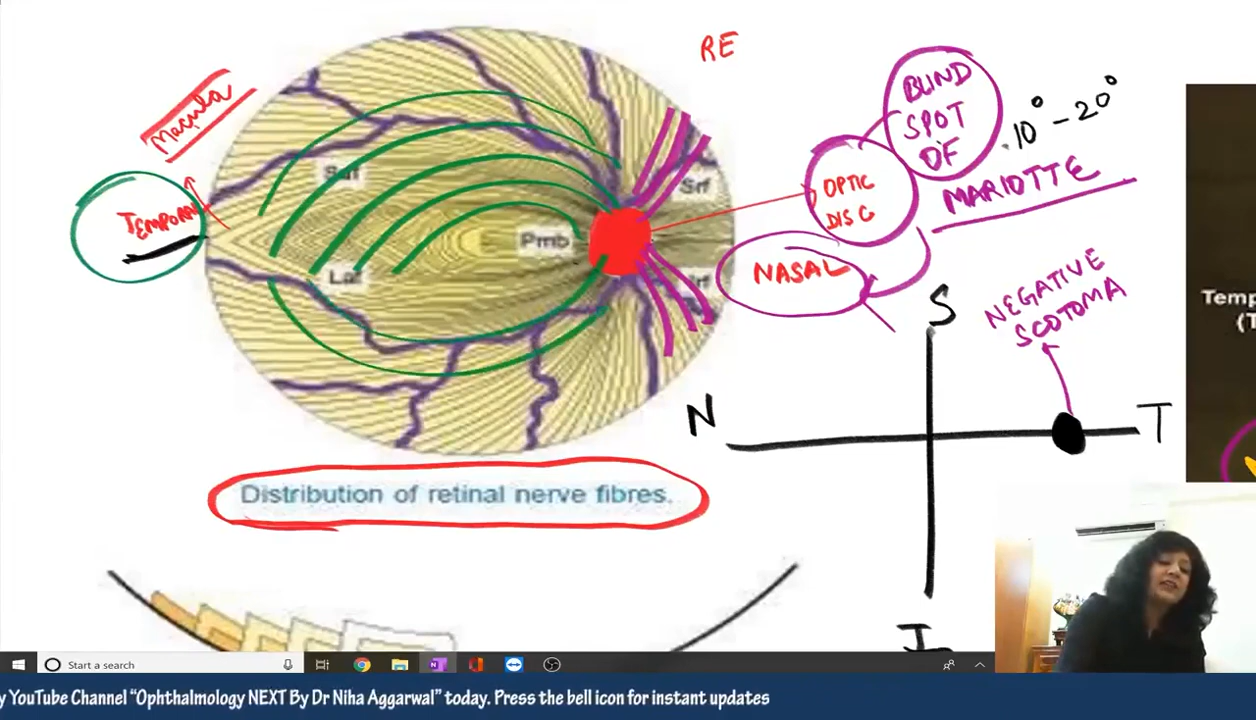 RE
Macula
BLIND
SPOT
OF
MARIOTTE
10° - 20°
Saf
Srf
OPTIC
DISC
TEMPORAL
Pmb
NASAL
Laf
Irf
S
NEGATIVE
SCOTOMA
Temp
(T
N
T
Distribution of retinal nerve fibres.
I
Start a search
y YouTube Channel “Ophthalmology NEXT By Dr Niha Aggarwal” today. Press the bell icon for instant updates